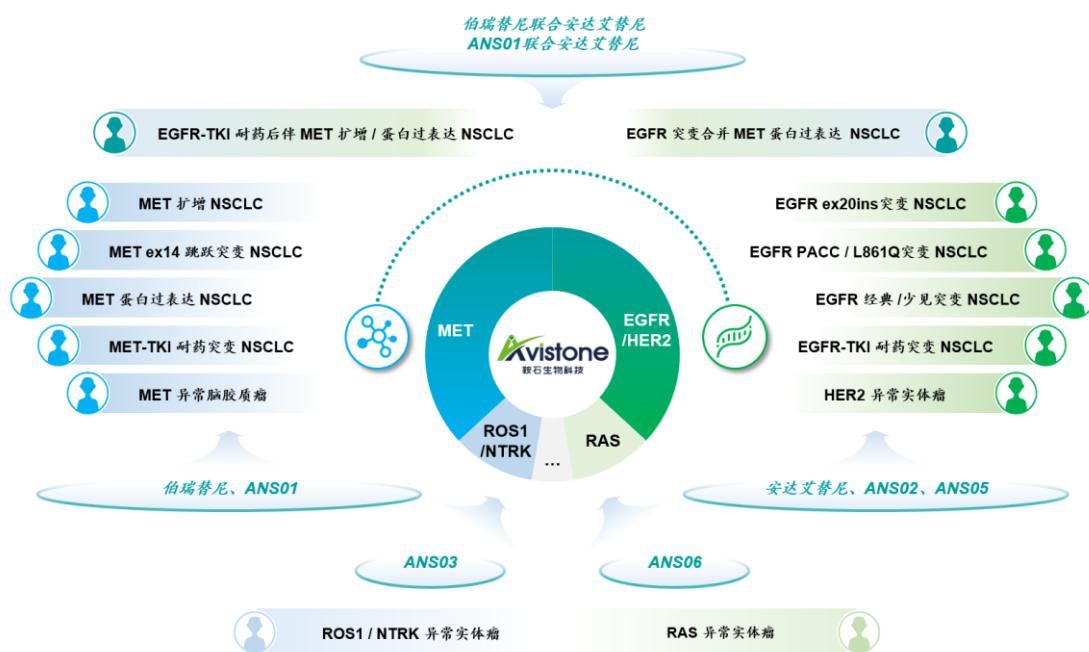 伯瑞替尼联合安达艾替尼
ANS01联合安达艾替尼
EGFR-TKI 耐药后伴 MET 扩增 / 蛋白过表达 NSCLC
EGFR 突变合并 MET 蛋白过表达 NSCLC
MET 扩增 NSCLC
MET ex14 跳跃突变 NSCLC
MET 蛋白过表达 NSCLC
MET-TKI 耐药突变 NSCLC
MET 异常脑胶质瘤
MET
EGFR
/HER2
Avistone
鞍石生物科技
ROS1
/NTRK
...
RAS
EGFR ex20ins突变 NSCLC
EGFR PACC / L861Q突变 NSCLC
EGFR 经典 /少见突变 NSCLC
EGFR-TKI 耐药突变 NSCLC
HER2 异常实体瘤
伯瑞替尼、ANS01
安达艾替尼、ANS02、ANS05
ANS03
ANS06
ROS1 / NTRK 异常实体瘤
RAS 异常实体瘤